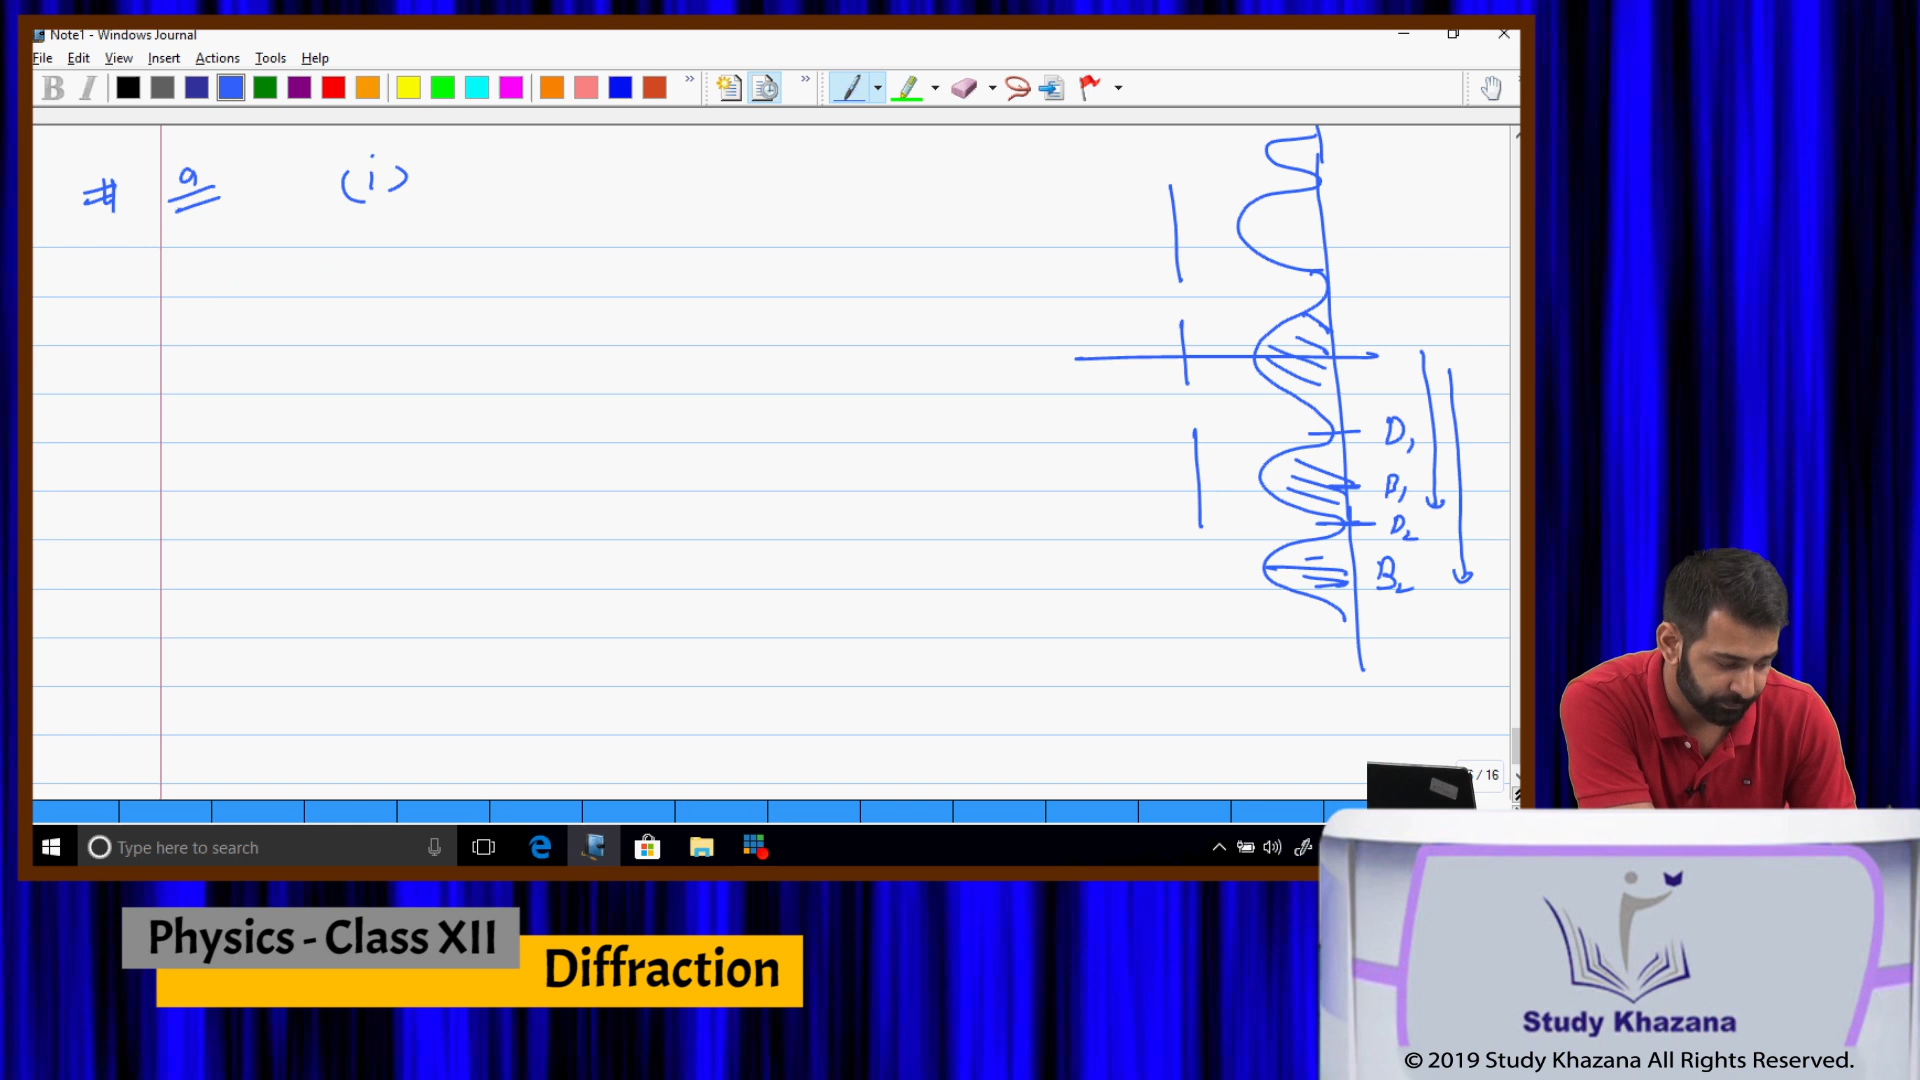 Note1 - Windows Journal
File Edit View Insert Actions Tools Help
B I
# a (i)
D1
B1
D2
B2
/ 16
Type here to search
Physics - Class XII
Diffraction
Study Khazana
© 2019 Study Khazana All Rights Reserved.